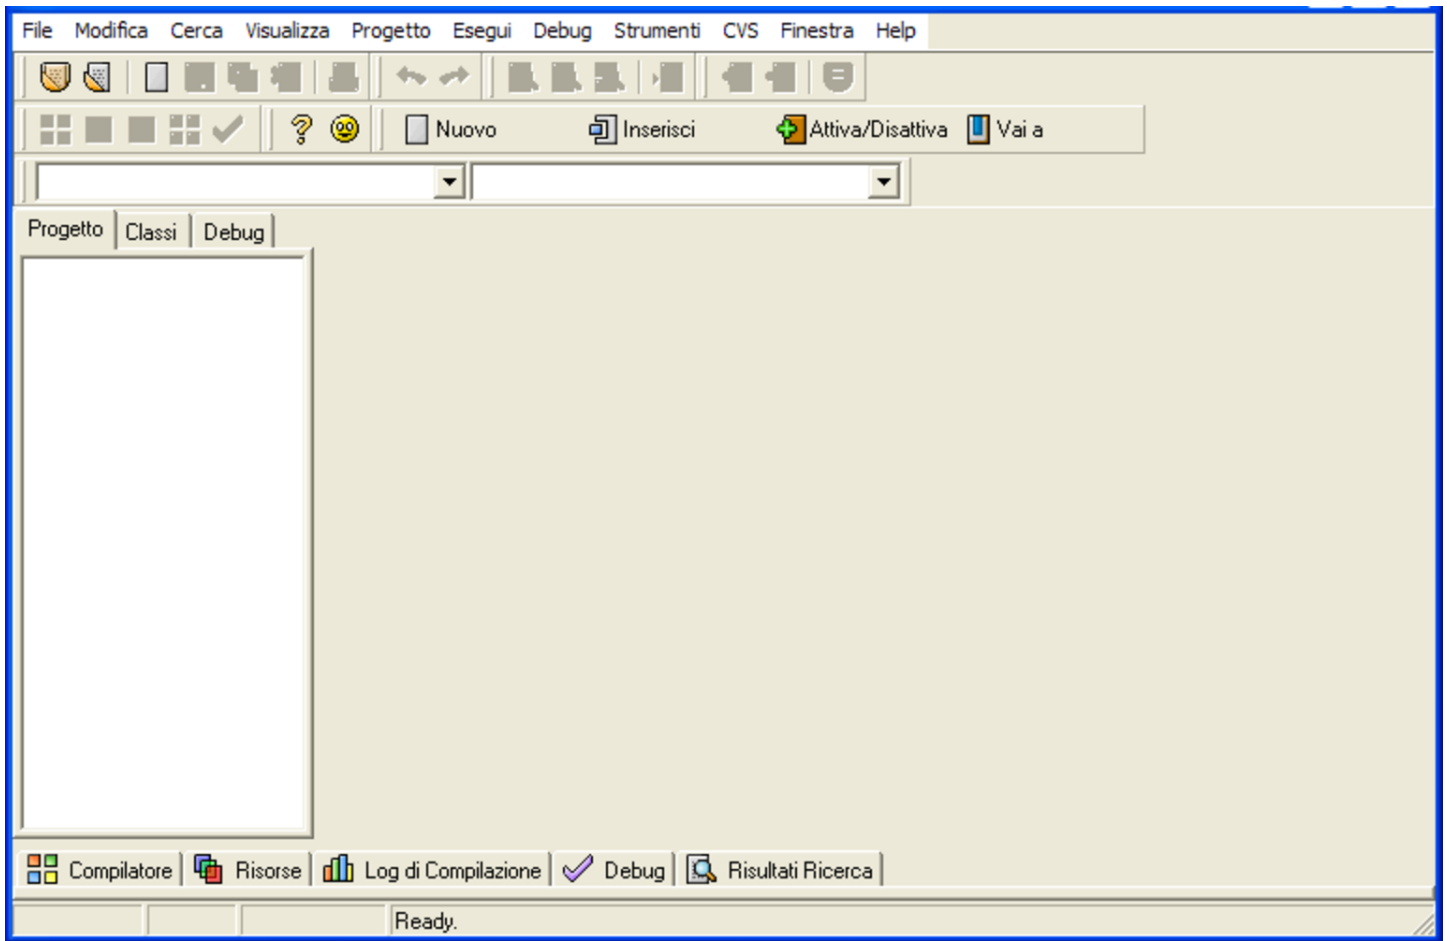 File Modifica Cerca Visualizza Progetto Esegui Debug Strumenti CVS Finestra Help
Nuovo Inserisci Attiva/Disattiva Vai a
Progetto Classi Debug
Compilatore Risorse Log di Compilazione Debug Risultati Ricerca
Ready.